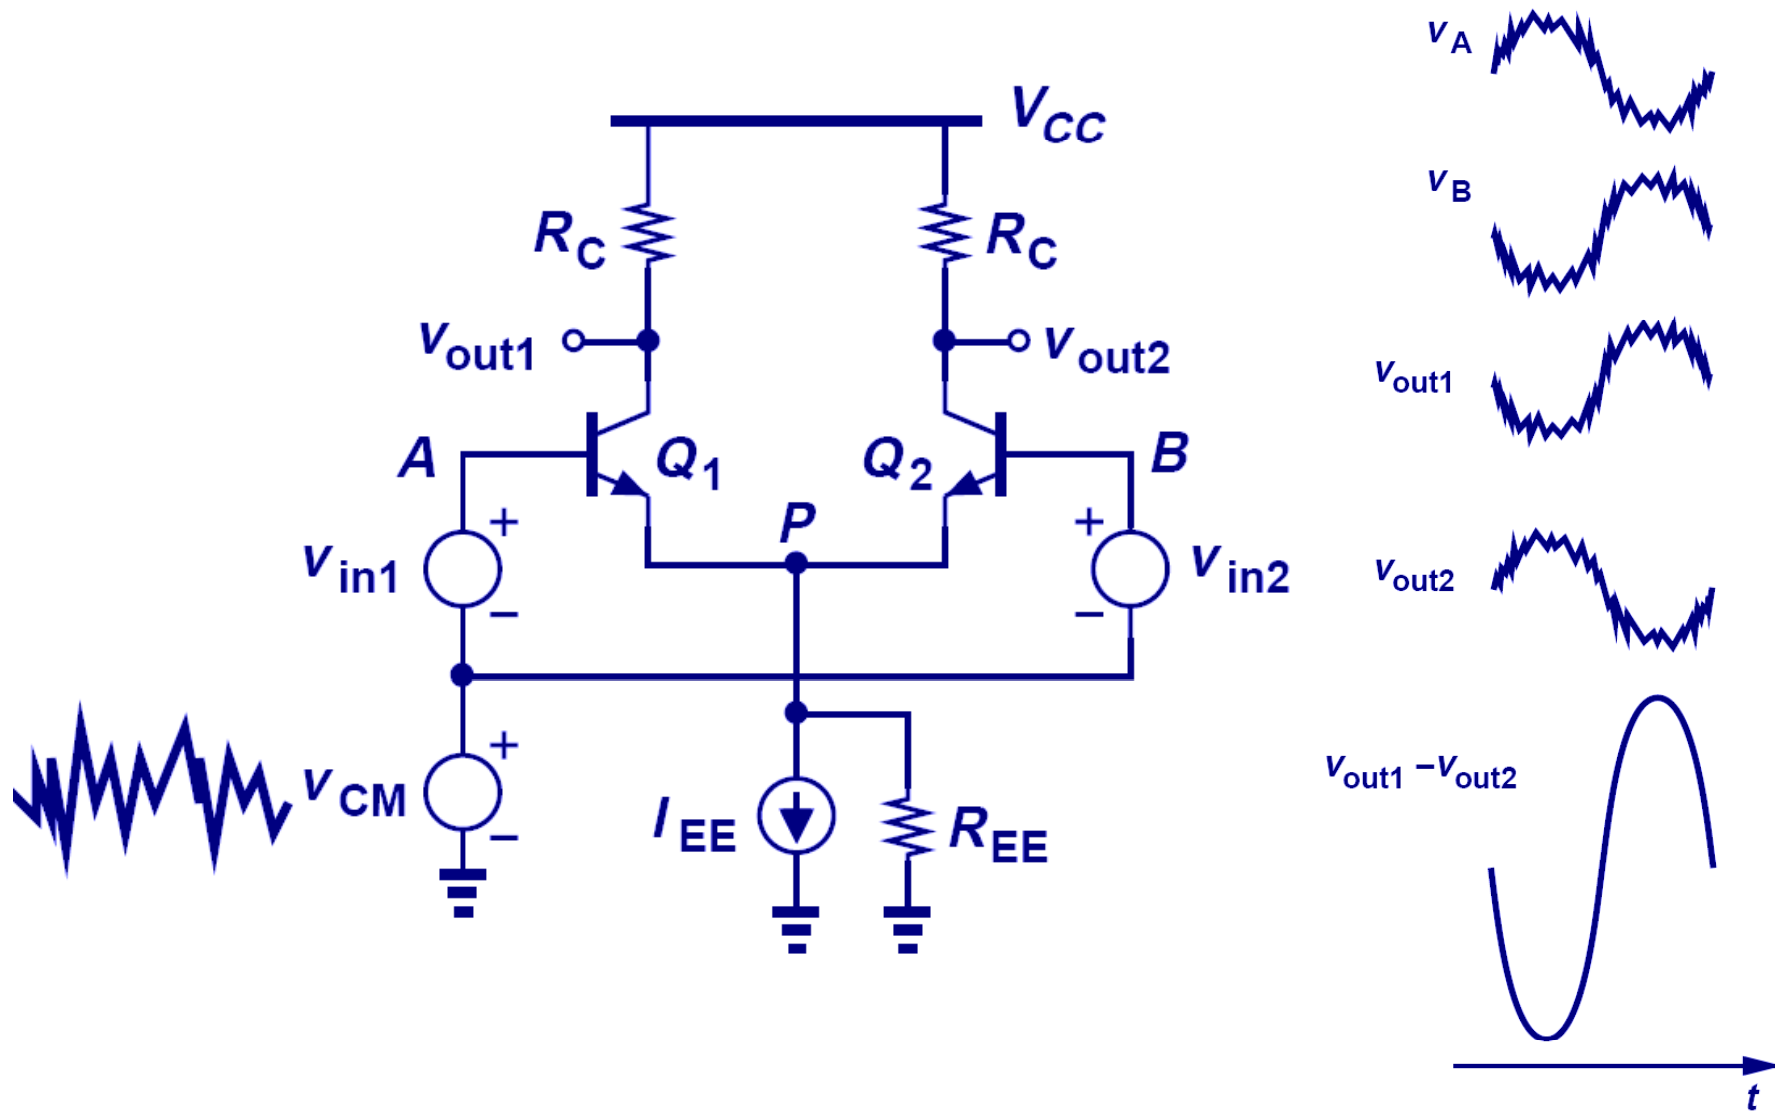 V_CC
R_C
R_C
v_out1
v_out2
A
Q_1
Q_2
B
P
+
v_in1
−
+
v_in2
−
v_CM
+
−
I_EE
R_EE
v_A
v_B
v_out1
v_out2
v_out1 − v_out2
t